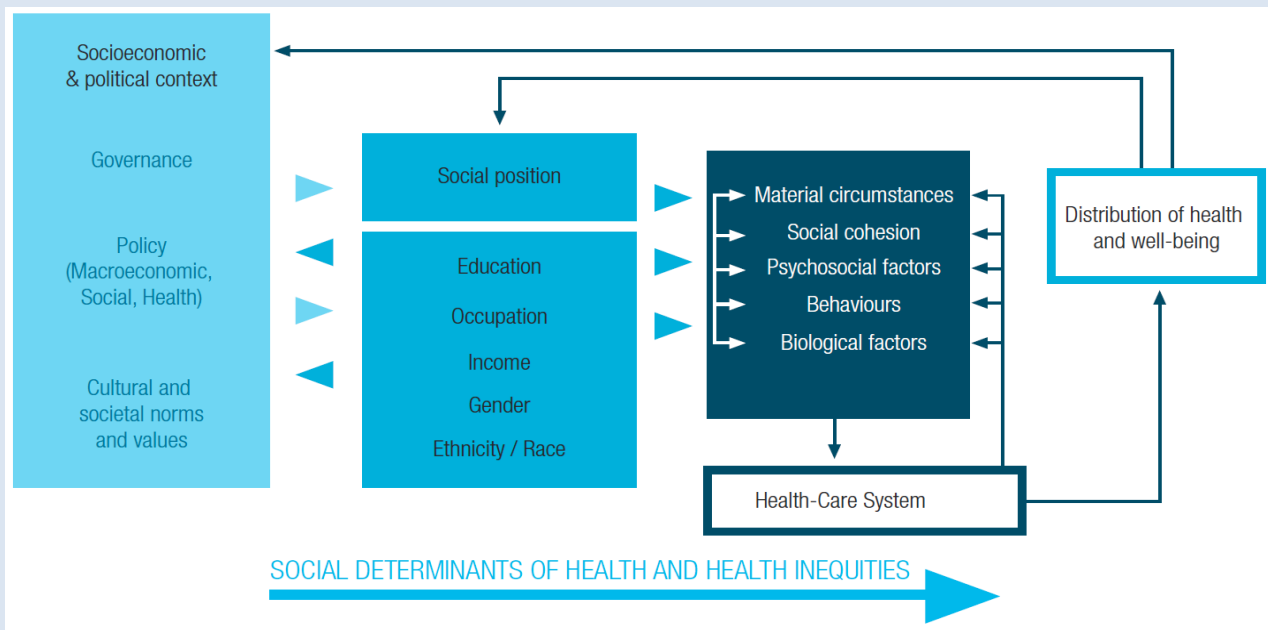 Socioeconomic
& political context
Governance
Policy
(Macroeconomic,
Social, Health)
Cultural and
societal norms
and values
Social position
Education
Occupation
Income
Gender
Ethnicity / Race
Material circumstances
Social cohesion
Psychosocial factors
Behaviours
Biological factors
Health-Care System
Distribution of health
and well-being
SOCIAL DETERMINANTS OF HEALTH AND HEALTH INEQUITIES